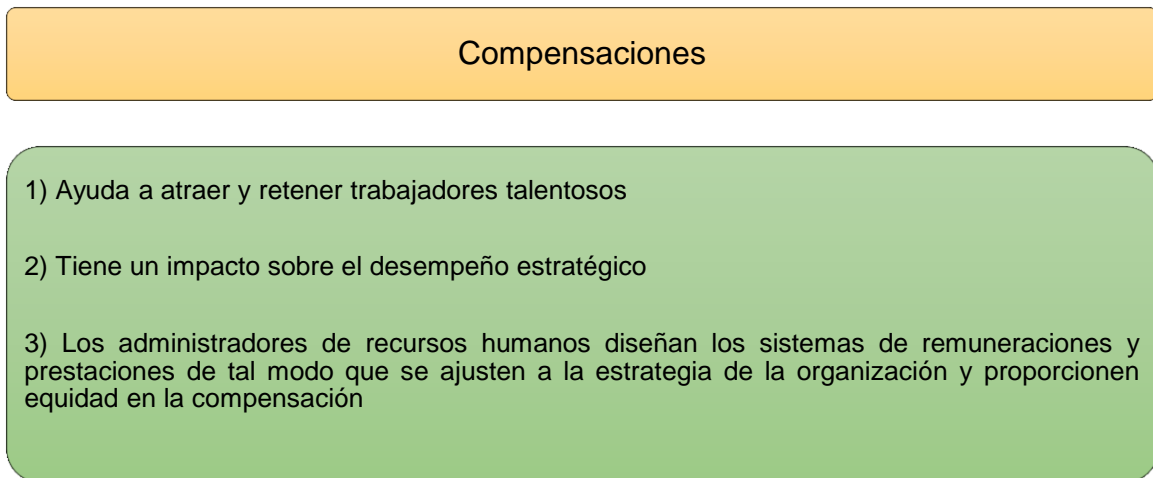 Compensaciones
1) Ayuda a atraer y retener trabajadores talentosos
2) Tiene un impacto sobre el desempeño estratégico
3) Los administradores de recursos humanos diseñan los sistemas de remuneraciones y
prestaciones de tal modo que se ajusten a la estrategia de la organización y proporcionen
equidad en la compensación